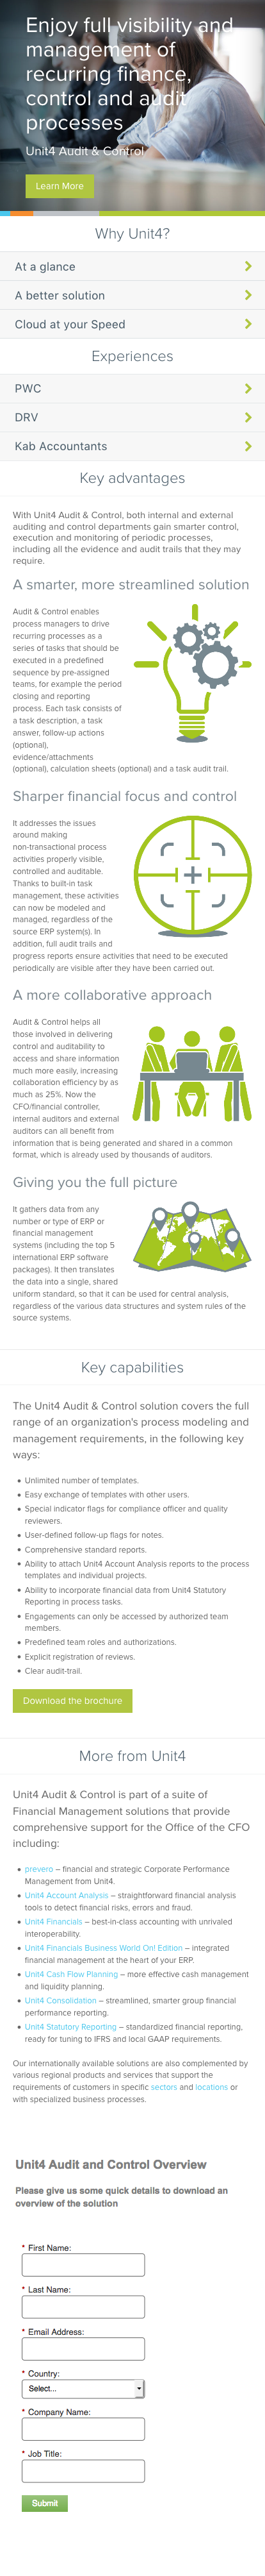 Enjoy full visibility and
management of
recurring finance,
control and audit
processes
Unit4 Audit & Control
Learn More
Why Unit4?
At a glance
A better solution
Cloud at your Speed
Experiences
PWC
DRV
Kab Accountants
Key advantages
With Unit4 Audit & Control, both internal and external
auditing and control departments gain smarter control,
execution and monitoring of periodic processes,
including all the evidence and audit trails that they may
require.
A smarter, more streamlined solution
Audit & Control enables
process managers to drive
recurring processes as a
series of tasks that should be
executed in a predefined
sequence by pre-assigned
teams, for example the period
closing and reporting
process. Each task consists of
a task description, a task
answer, follow-up actions
(optional),
evidence/attachments
(optional), calculation sheets (optional) and a task audit trail.
Sharper financial focus and control
It addresses the issues
around making
non-transactional process
activities properly visible,
controlled and auditable.
Thanks to built-in task
management, these activities
can now be modeled and
managed, regardless of the
source ERP system(s). In
addition, full audit trails and
progress reports ensure activities that need to be executed
periodically are visible after they have been carried out.
A more collaborative approach
Audit & Control helps all
those involved in delivering
control and auditability to
access and share information
much more easily, increasing
collaboration efficiency by as
much as 25%. Now the
CFO/financial controller,
internal auditors and external
auditors can all benefit from
information that is being generated and shared in a common
format, which is already used by thousands of auditors.
Giving you the full picture
It gathers data from any
number or type of ERP or
financial management
systems (including the top 5
international ERP software
packages). It then translates
the data into a single, shared
uniform standard, so that it can be used for central analysis,
regardless of the various data structures and system rules of the
source systems.
Key capabilities
The Unit4 Audit & Control solution covers the full
range of an organization's process modeling and
management requirements, in the following key
ways:
• Unlimited number of templates.
• Easy exchange of templates with other users.
• Special indicator flags for compliance officer and quality
reviewers.
• User-defined follow-up flags for notes.
• Comprehensive standard reports.
• Ability to attach Unit4 Account Analysis reports to the process
templates and individual projects.
• Ability to incorporate financial data from Unit4 Statutory
Reporting in process tasks.
• Engagements can only be accessed by authorized team
members.
• Predefined team roles and authorizations.
• Explicit registration of reviews.
• Clear audit-trail.
Download the brochure
More from Unit4
Unit4 Audit & Control is part of a suite of
Financial Management solutions that provide
comprehensive support for the Office of the CFO
including:
• prevero – financial and strategic Corporate Performance
Management from Unit4.
• Unit4 Account Analysis – straightforward financial analysis
tools to detect financial risks, errors and fraud.
• Unit4 Financials – best-in-class accounting with unrivaled
interoperability.
• Unit4 Financials Business World On! Edition – integrated
financial management at the heart of your ERP.
• Unit4 Cash Flow Planning – more effective cash management
and liquidity planning.
• Unit4 Consolidation – streamlined, smarter group financial
performance reporting.
• Unit4 Statutory Reporting – standardized financial reporting,
ready for tuning to IFRS and local GAAP requirements.
Our internationally available solutions are also complemented by
various regional products and services that support the
requirements of customers in specific sectors and locations or
with specialized business processes.
Unit4 Audit and Control Overview
Please give us some quick details to download an
overview of the solution
* First Name:
* Last Name:
* Email Address:
* Country:
Select...
* Company Name:
* Job Title:
Submit